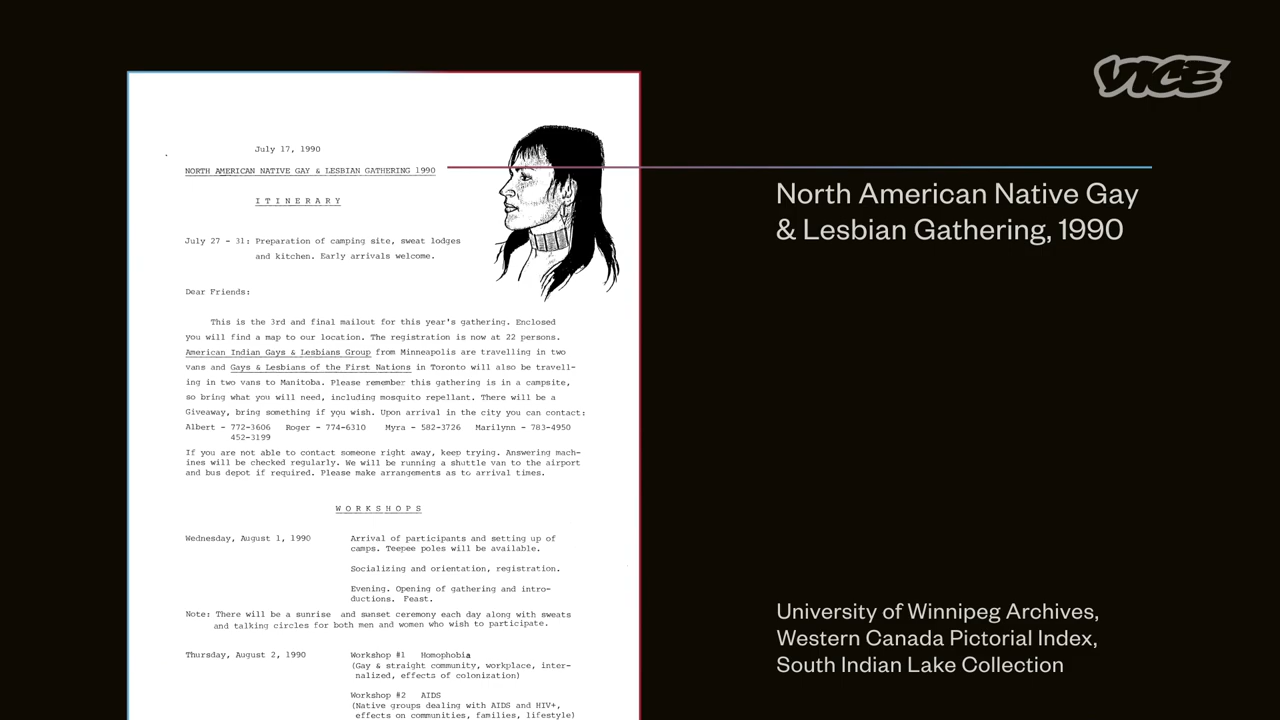 VICE
July 17, 1990
NORTH AMERICAN NATIVE GAY & LESBIAN GATHERING 1990
ITINERARY
July 27 - 31: Preparation of camping site, sweat lodges
and kitchen. Early arrivals welcome.
Dear Friends:
This is the 3rd and final mailout for this year's gathering. Enclosed
you will find a map to our location. The registration is now at 22 persons.
American Indian Gays & Lesbians Group from Minneapolis are travelling in two
vans and Gays & Lesbians of the First Nations in Toronto will also be travell-
ing in two vans to Manitoba. Please remember this gathering is in a campsite,
so bring what you will need, including mosquito repellant. There will be a
Giveaway, bring something if you wish. Upon arrival in the city you can contact:
Albert - 772-3606 Roger - 774-6310 Myra - 582-3726 Marilynn - 783-4950
452-3199
If you are not able to contact someone right away, keep trying. Answering mach-
ines will be checked regularly. We will be running a shuttle van to the airport
and bus depot if required. Please make arrangements as to arrival times.
WORKSHOPS
Wednesday, August 1, 1990 Arrival of participants and setting up of
camps. Teepee poles will be available.
Socializing and orientation, registration.
Evening. Opening of gathering and intro-
ductions. Feast.
Note: There will be a sunrise and sunset ceremony each day along with sweats
and talking circles for both men and women who wish to participate.
Thursday, August 2, 1990 Workshop #1 Homophobia
(Gay & straight community, workplace, inter-
nalized, effects of colonization)
Workshop #2 AIDS
(Native groups dealing with AIDS and HIV+,
effects on communities, families, lifestyle)
North American Native Gay
& Lesbian Gathering, 1990
University of Winnipeg Archives,
Western Canada Pictorial Index,
South Indian Lake Collection